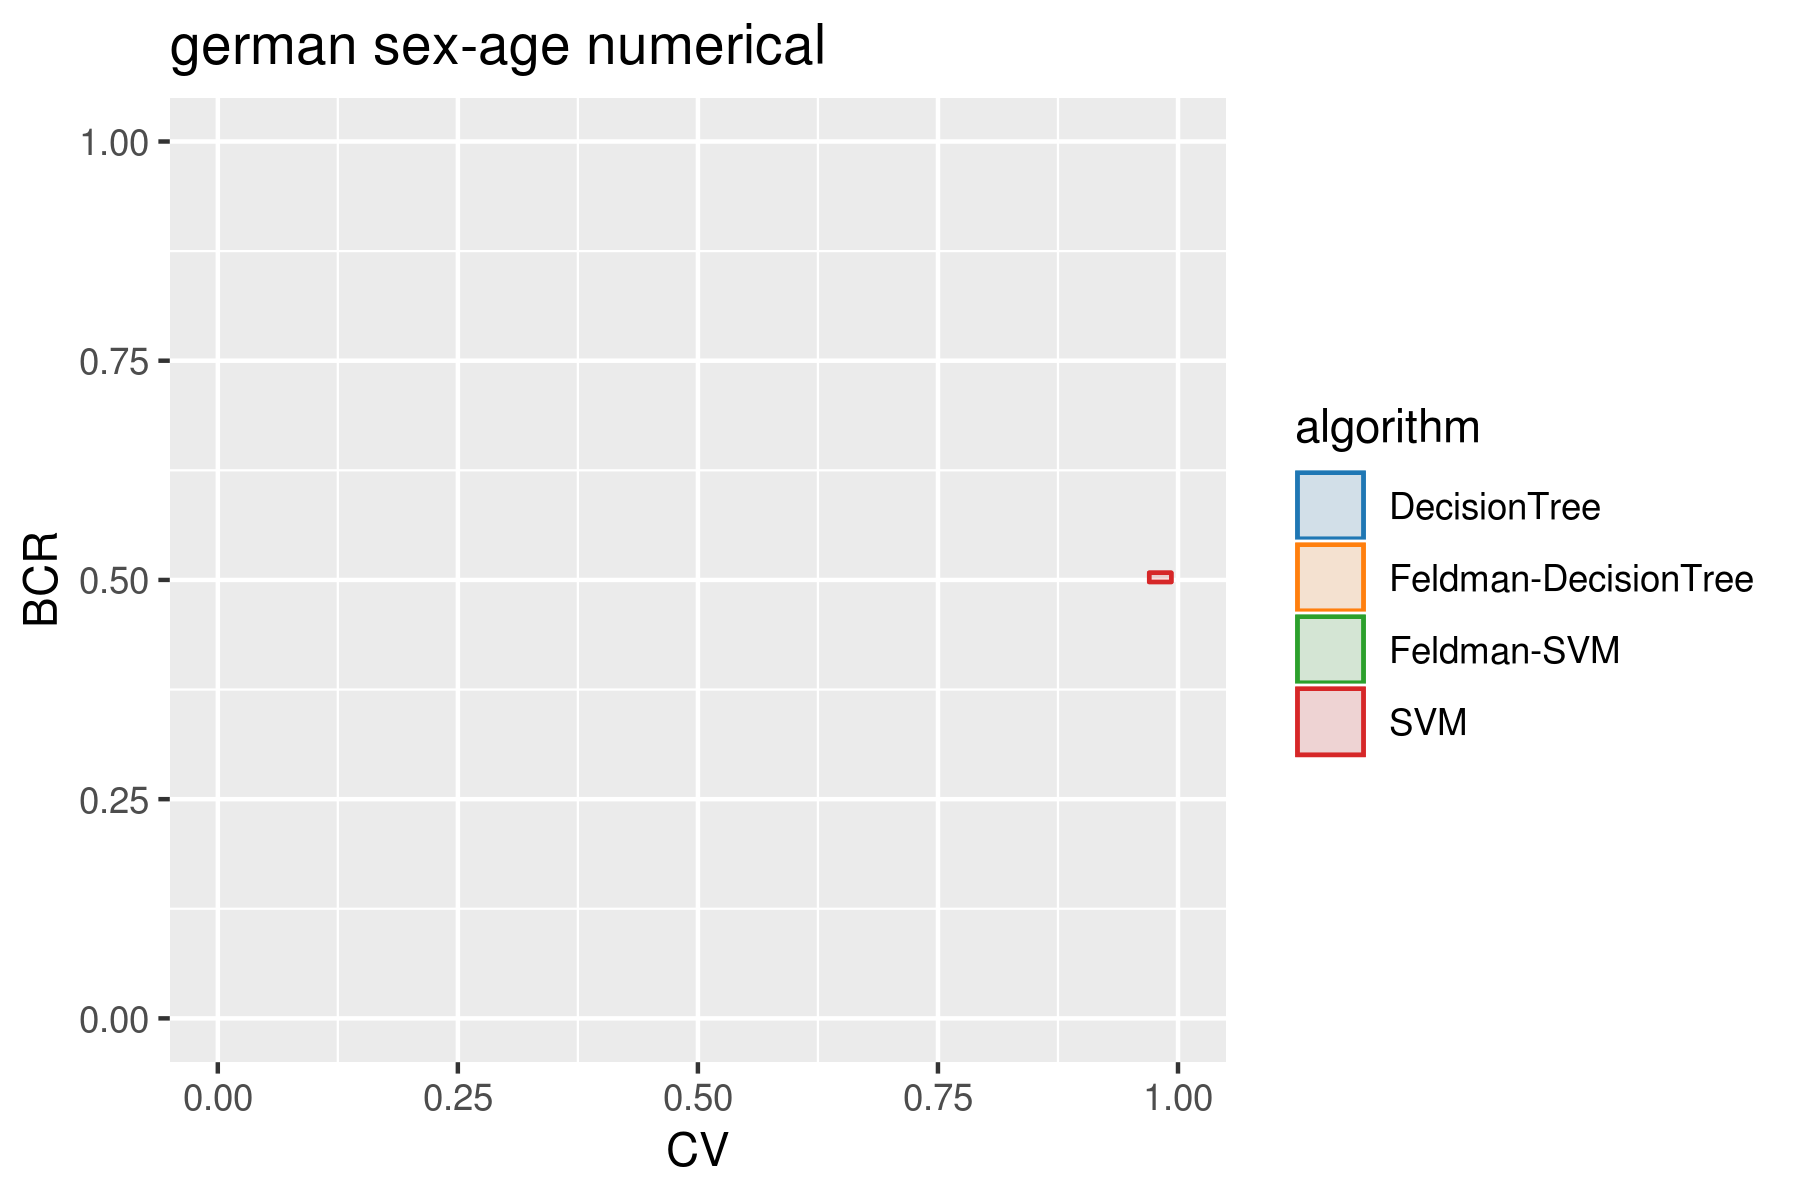 german sex-age numerical
1.00
0.75
0.50
0.25
0.00
BCR
0.00 0.25 0.50 0.75 1.00
CV
algorithm
DecisionTree
Feldman-DecisionTree
Feldman-SVM
SVM